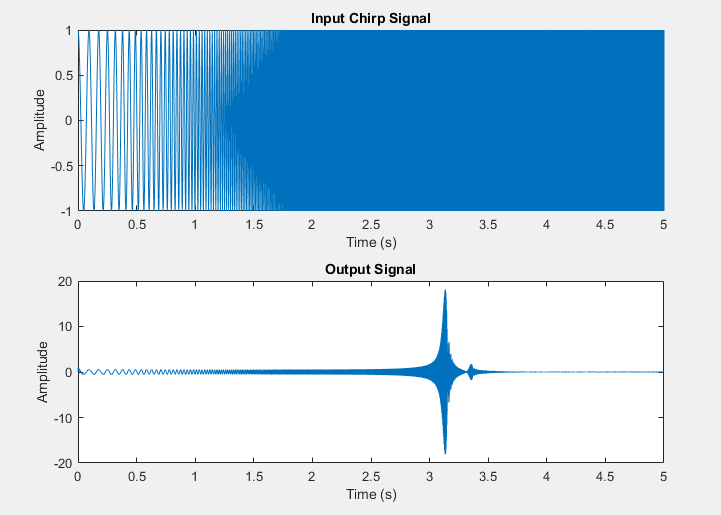 Input Chirp Signal
1
0.5
0
-0.5
-1
Amplitude
0 0.5 1 1.5 2 2.5 3 3.5 4 4.5 5
Time (s)
Output Signal
20
10
0
-10
-20
Amplitude
0 0.5 1 1.5 2 2.5 3 3.5 4 4.5 5
Time (s)